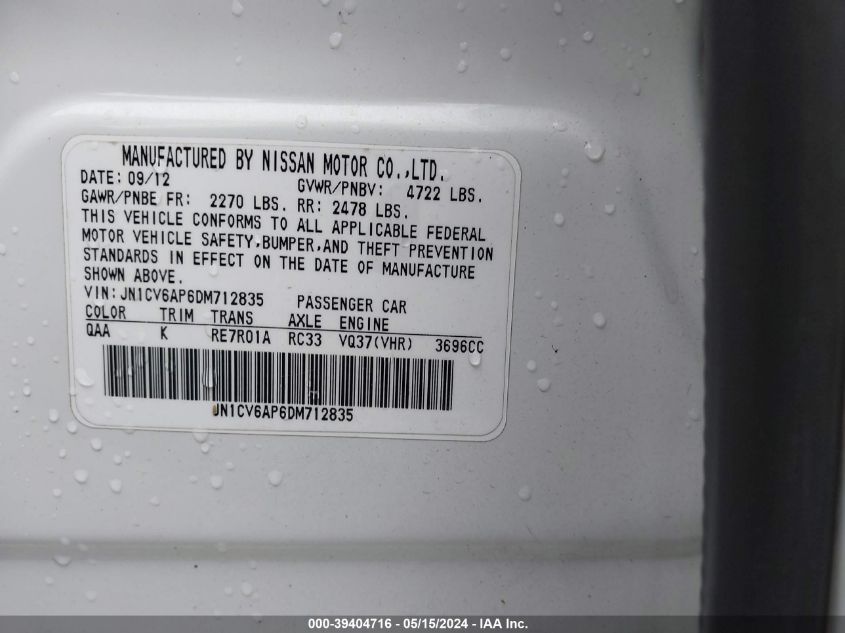 MANUFACTURED BY NISSAN MOTOR CO.,LTD.
DATE: 09/12 GVWR/PNBV: 4722 LBS.
GAWR/PNBE FR: 2270 LBS. RR: 2478 LBS.
THIS VEHICLE CONFORMS TO ALL APPLICABLE FEDERAL
MOTOR VEHICLE SAFETY,BUMPER,AND THEFT PREVENTION
STANDARDS IN EFFECT ON THE DATE OF MANUFACTURE
SHOWN ABOVE.
VIN:JN1CV6AP6DM712835 PASSENGER CAR
COLOR TRIM TRANS AXLE ENGINE
QAA K RE7R01A RC33 VQ37(VHR) 3696CC
JN1CV6AP6DM712835
000-39404716 - 05/15/2024 - IAA Inc.